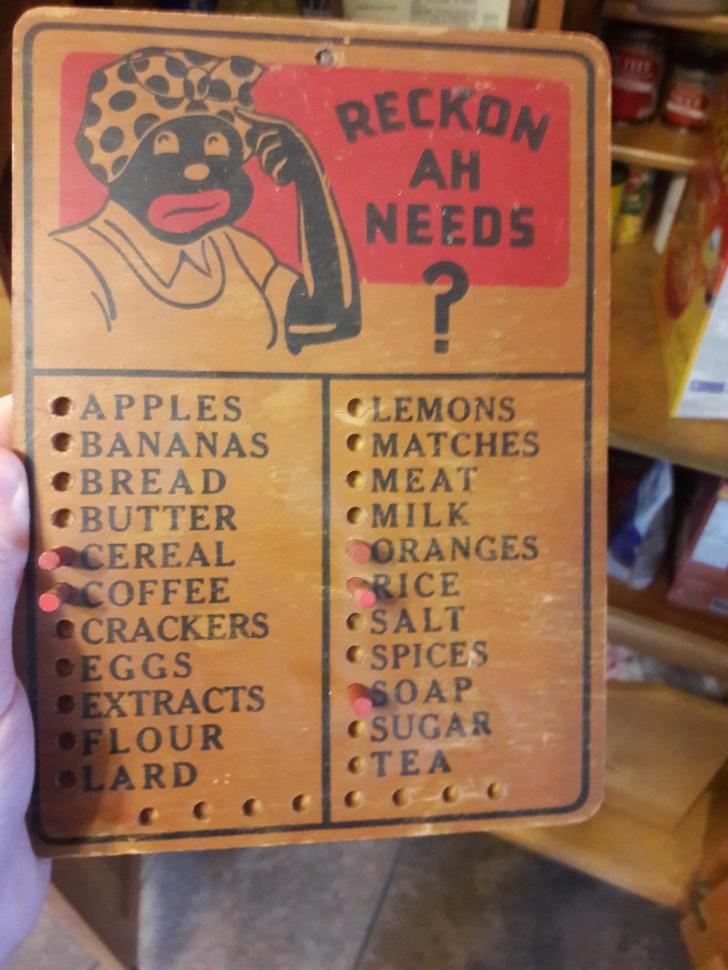 RECKON
AH
NEEDS
?
APPLES
BANANAS
BREAD
BUTTER
CEREAL
COFFEE
CRACKERS
EGGS
EXTRACTS
FLOUR
LARD
LEMONS
MATCHES
MEAT
MILK
ORANGES
RICE
SALT
SPICES
SOAP
SUGAR
TEA